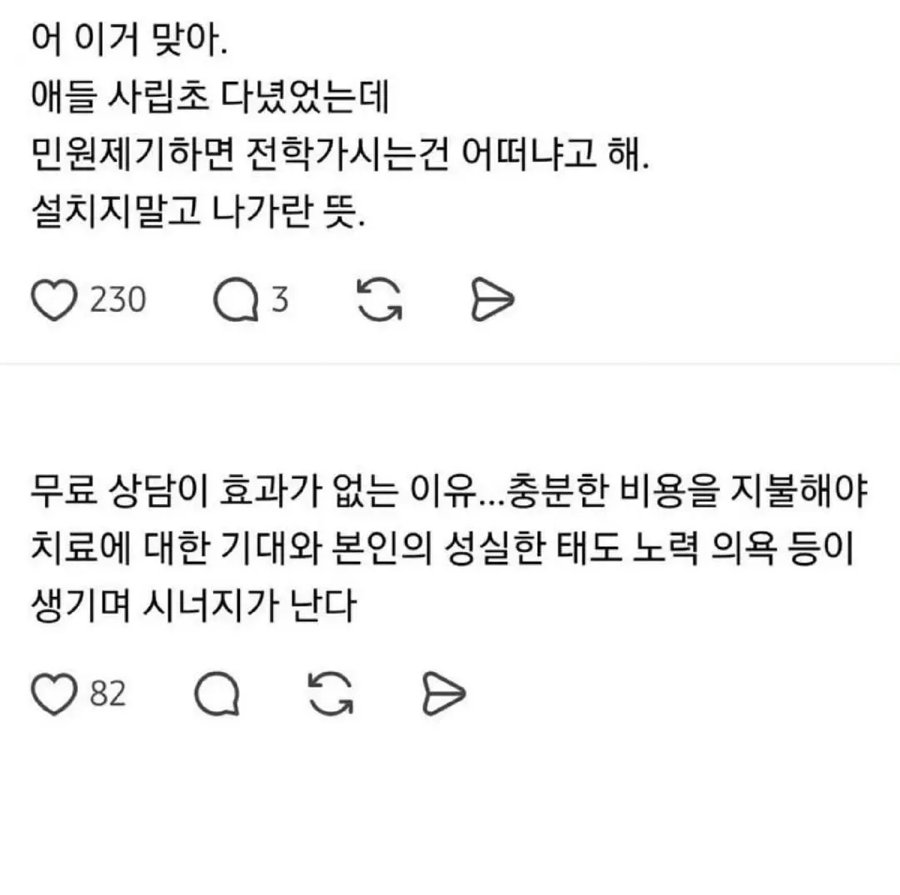 어 이거 맞아.
애들 사립초 다녔었는데
민원제기하면 전학가시는건 어떠냐고 해.
설치지말고 나가란 뜻.
230 3
무료 상담이 효과가 없는 이유...충분한 비용을 지불해야
치료에 대한 기대와 본인의 성실한 태도 노력 의욕 등이
생기며 시너지가 난다
82